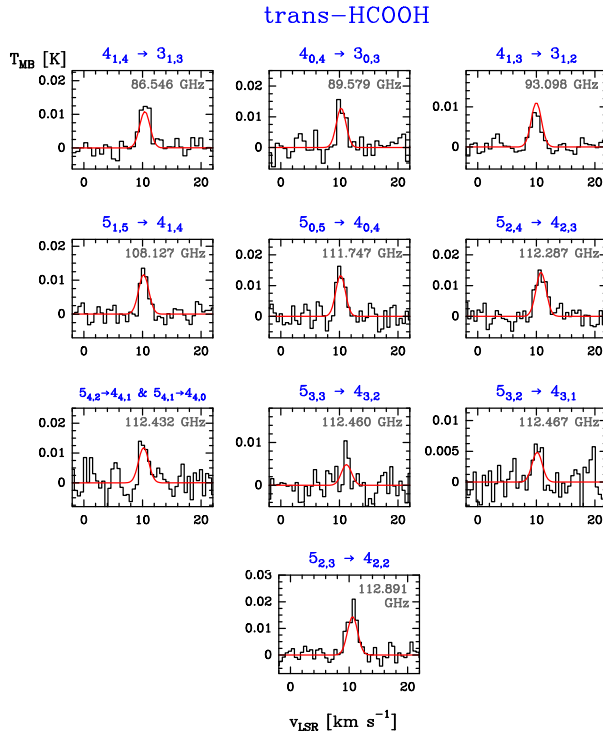 trans−HCOOH
T_MB [K]
4_1,4 → 3_1,3
4_0,4 → 3_0,3
4_1,3 → 3_1,2
86.546 GHz
89.579 GHz
93.098 GHz
0.02
0.01
0
0.02
0.01
0
0.01
0
0 10 20
0 10 20
0 10 20
5_1,5 → 4_1,4
5_0,5 → 4_0,4
5_2,4 → 4_2,3
108.127 GHz
111.747 GHz
112.287 GHz
0.02
0.01
0
0.02
0.01
0
0.02
0.01
0
0 10 20
0 10 20
0 10 20
5_4,2→4_4,1 & 5_4,1→4_4,0
5_3,3 → 4_3,2
5_3,2 → 4_3,1
112.432 GHz
112.460 GHz
112.467 GHz
0.02
0.01
0
0.01
0
0.01
0.005
0
0 10 20
0 10 20
0 10 20
5_2,3 → 4_2,2
112.891
GHz
0.03
0.02
0.01
0
0 10 20
v_LSR [km s⁻¹]